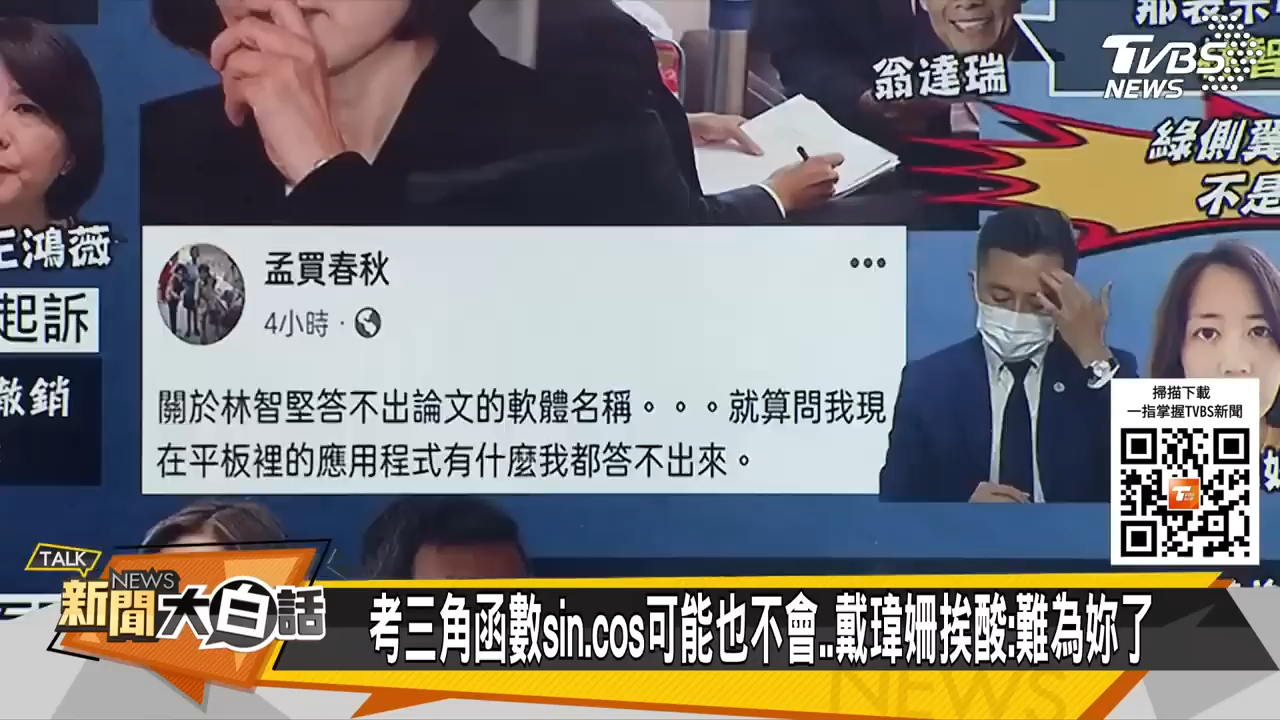 翁達瑞
TVBS
NEWS
綠側翼
不是
王鴻薇
起訴
撤銷
孟買春秋
4小時
關於林智堅答不出論文的軟體名稱。。。就算問我現
在平板裡的應用程式有什麼我都答不出來。
掃描下載
一指掌握TVBS新聞
TALK
NEWS
新聞大白話
考三角函數sin.cos可能也不會..戴瑋姍挨酸:難為妳了
NEWS NEWS